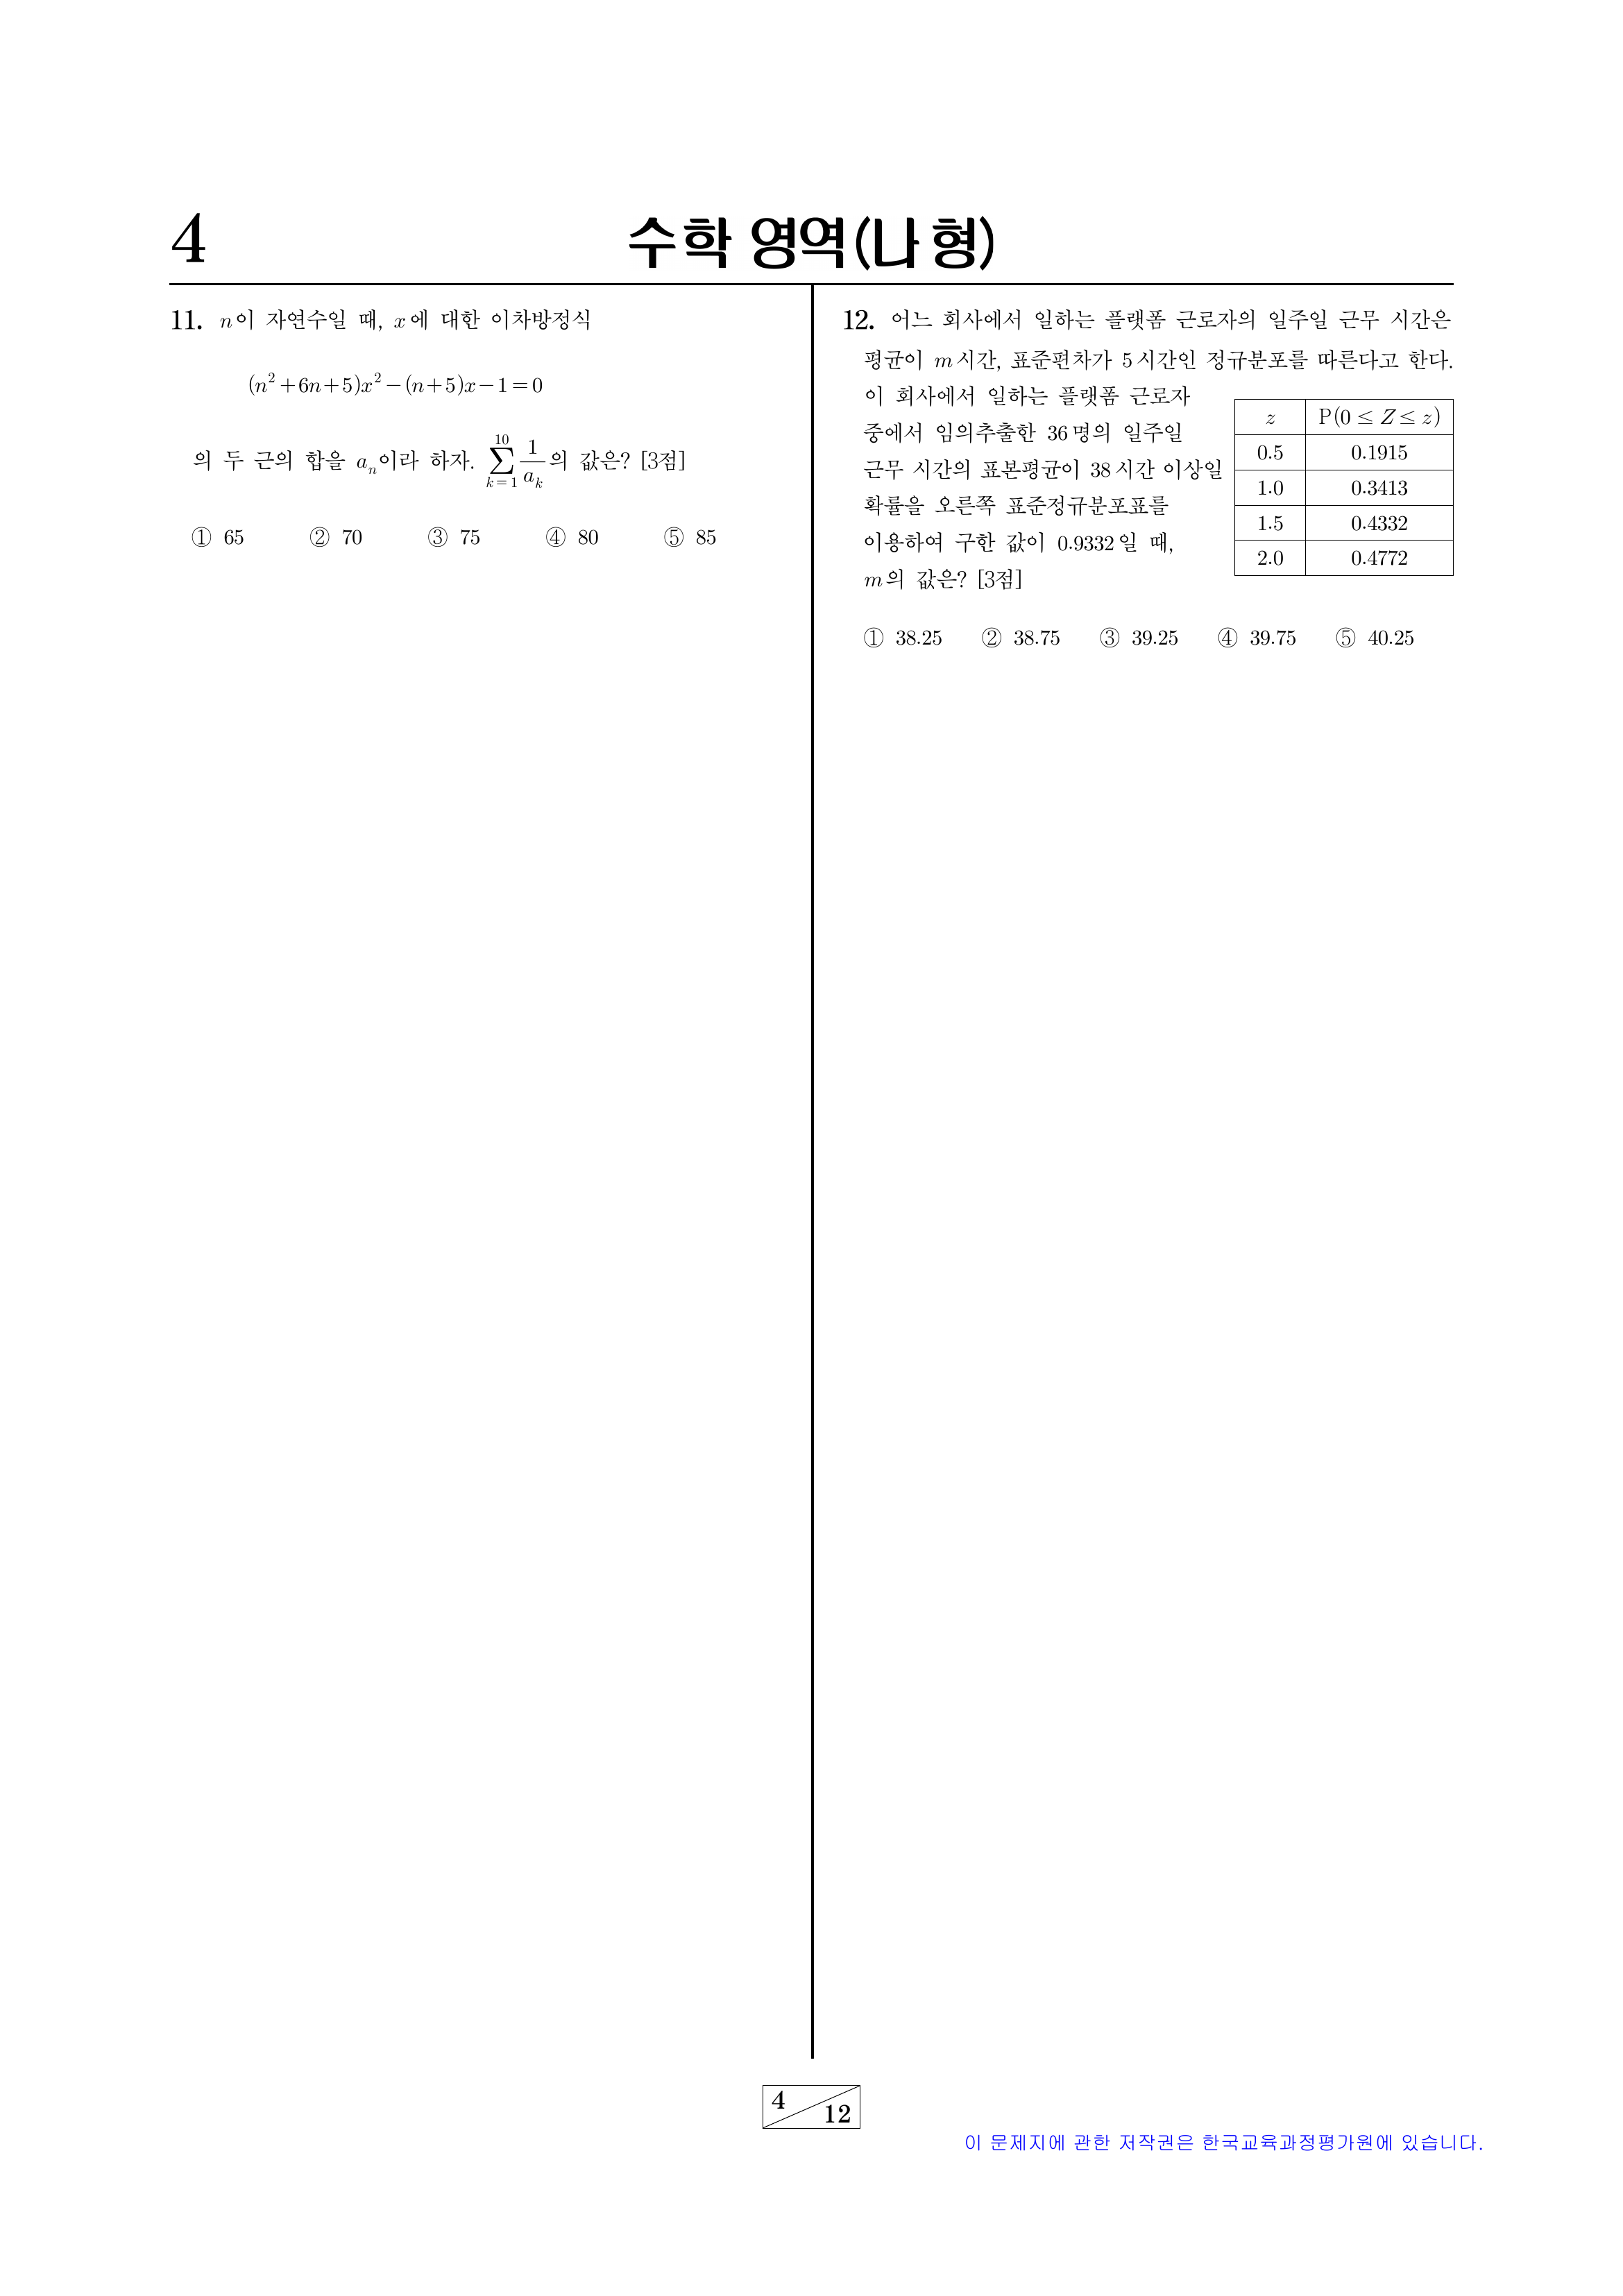 4
수학 영역(나 형)
11. n이 자연수일 때, x에 대한 이차방정식
(n²+6n+5)x²-(n+5)x-1=0
의 두 근의 합을 aₙ이라 하자. \sum_{k=1}^{10} \frac{1}{a_k}의 값은? [3점]
① 65 ② 70 ③ 75 ④ 80 ⑤ 85
12. 어느 회사에서 일하는 플랫폼 근로자의 일주일 근무 시간은
평균이 m시간, 표준편차가 5시간인 정규분포를 따른다고 한다.
이 회사에서 일하는 플랫폼 근로자
중에서 임의추출한 36명의 일주일
근무 시간의 표본평균이 38시간 이상일
확률을 오른쪽 표준정규분포표를
이용하여 구한 값이 0.9332일 때,
m의 값은? [3점]
z P(0≤Z≤z)
0.5 0.1915
1.0 0.3413
1.5 0.4332
2.0 0.4772
① 38.25 ② 38.75 ③ 39.25 ④ 39.75 ⑤ 40.25
4
12
이 문제지에 관한 저작권은 한국교육과정평가원에 있습니다.